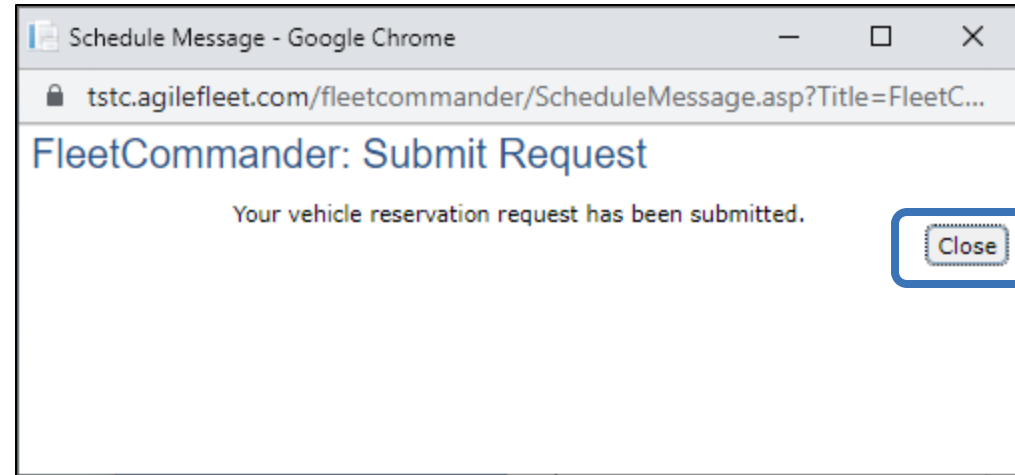 Schedule Message - Google Chrome
tstc.agilefleet.com/fleetcommander/ScheduleMessage.asp?Title=FleetC...
FleetCommander: Submit Request
Your vehicle reservation request has been submitted.
Close